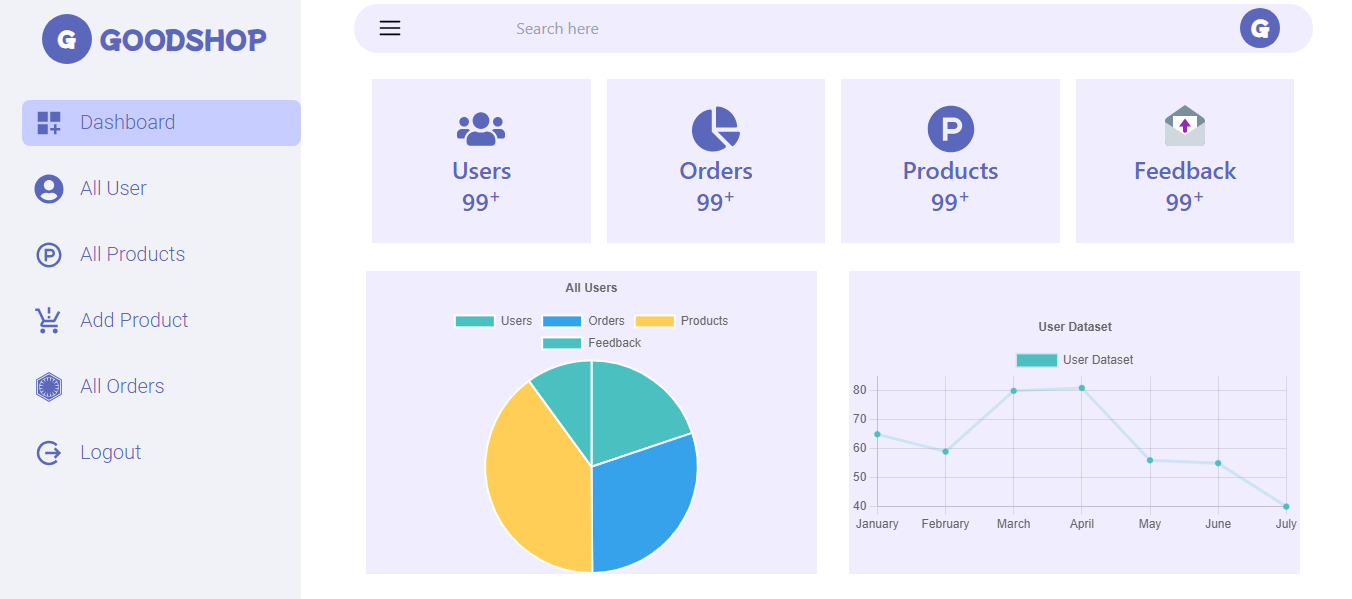 G GOODSHOP
Dashboard
All User
All Products
Add Product
All Orders
Logout
Search here
G
Users
99+
Orders
99+
P
Products
99+
Feedback
99+
All Users
Users Orders Products
Feedback
User Dataset
User Dataset
80
70
60
50
40
January February March April May June July